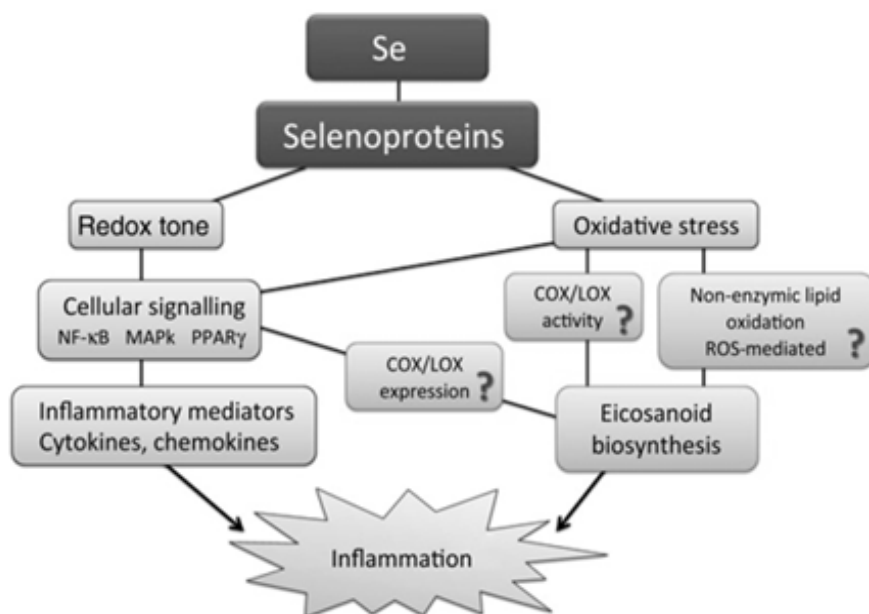 Se
Selenoproteins
Redox tone
Oxidative stress
Cellular signalling
NF-κB MAPk PPARγ
COX/LOX
activity ?
Non-enzymic lipid
oxidation
ROS-mediated ?
COX/LOX
expression ?
Inflammatory mediators
Cytokines, chemokines
Eicosanoid
biosynthesis
Inflammation